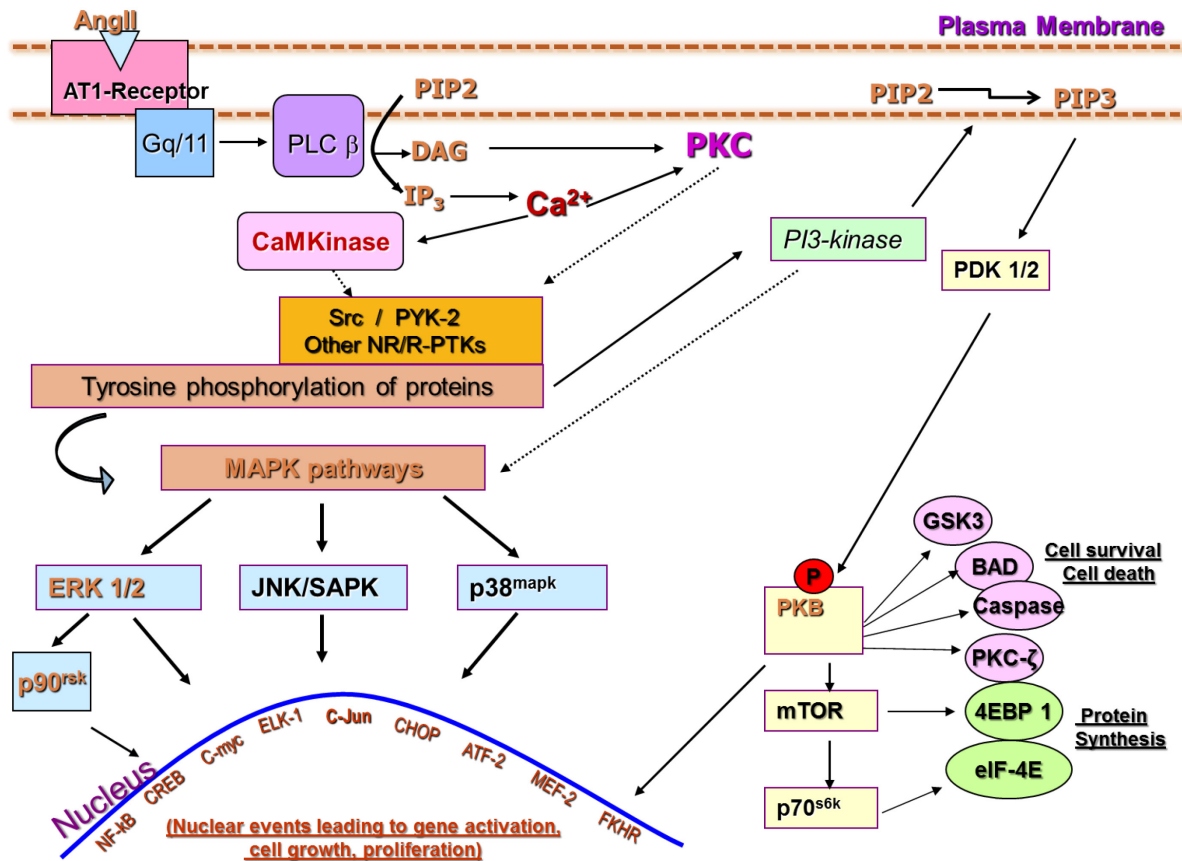 AngII
Plasma Membrane
AT1-Receptor
PIP2
PIP2
PIP3
Gq/11
PLC β
DAG
PKC
IP₃
Ca²⁺
CaMKinase
PI3-kinase
PDK 1/2
Src / PYK-2
Other NR/R-PTKs
Tyrosine phosphorylation of proteins
MAPK pathways
ERK 1/2
JNK/SAPK
p38ᵐᵃᵖᵏ
p90ʳˢᵏ
GSK3
BAD
Caspase
PKC-ζ
Cell survival
Cell death
P
PKB
mTOR
4EBP 1
eIF-4E
Protein
Synthesis
p70ˢ⁶ᵏ
Nucleus
NF-kB
CREB
C-myc
ELK-1
C-Jun
CHOP
ATF-2
MEF-2
FKHR
(Nuclear events leading to gene activation,
cell growth, proliferation)